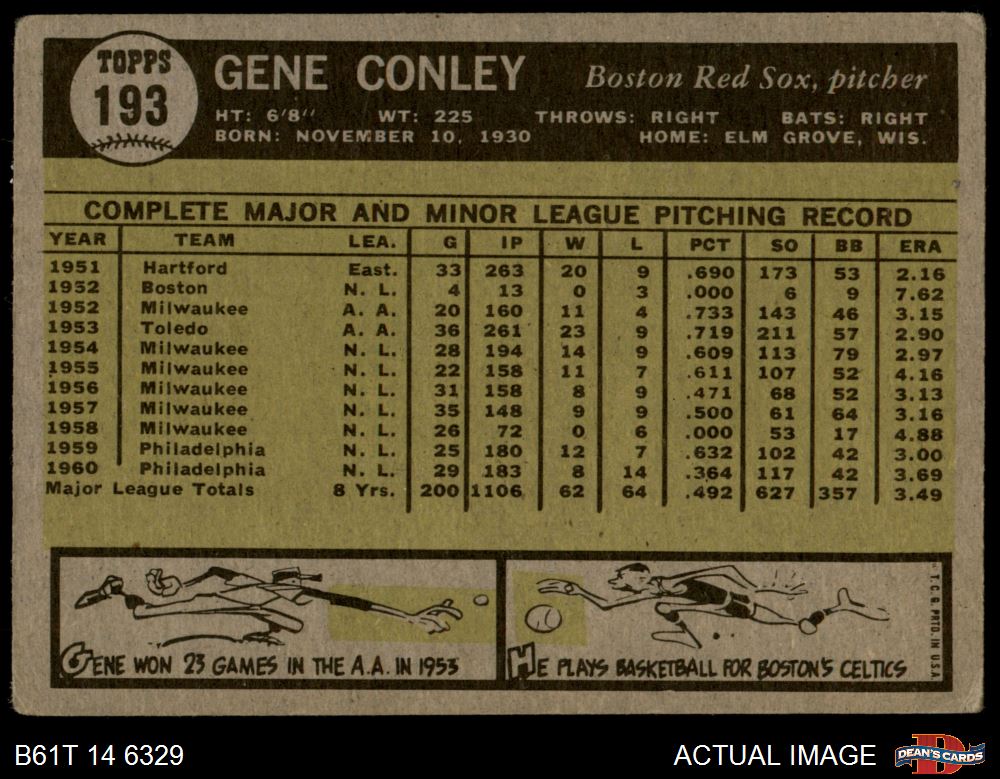 TOPPS
193
GENE CONLEY Boston Red Sox, pitcher
HT: 6'8" WT: 225 THROWS: RIGHT BATS: RIGHT
BORN: NOVEMBER 10, 1930 HOME: ELM GROVE, WIS.
COMPLETE MAJOR AND MINOR LEAGUE PITCHING RECORD
YEAR TEAM LEA. G IP W L PCT SO BB ERA
1951 Hartford East. 33 263 20 9 .690 173 53 2.16
1952 Boston N. L. 4 13 0 3 .000 6 9 7.62
1952 Milwaukee A. A. 20 160 11 4 .733 143 46 3.15
1953 Toledo A. A. 36 261 23 9 .719 211 57 2.90
1954 Milwaukee N. L. 28 194 14 9 .609 113 79 2.97
1955 Milwaukee N. L. 22 158 11 7 .611 107 52 4.16
1956 Milwaukee N. L. 31 158 8 9 .471 68 52 3.13
1957 Milwaukee N. L. 35 148 9 9 .500 61 64 3.16
1958 Milwaukee N. L. 26 72 0 6 .000 53 17 4.88
1959 Philadelphia N. L. 25 180 12 7 .632 102 42 3.00
1960 Philadelphia N. L. 29 183 8 14 .364 117 42 3.69
Major League Totals 8 Yrs. 200 1106 62 64 .492 627 357 3.49
GENE WON 23 GAMES IN THE A.A. IN 1953
HE PLAYS BASKETBALL FOR BOSTON'S CELTICS
© T. C. G. PRTD. IN U.S.A.
B61T 14 6329 ACTUAL IMAGE
D
DEAN'S CARDS